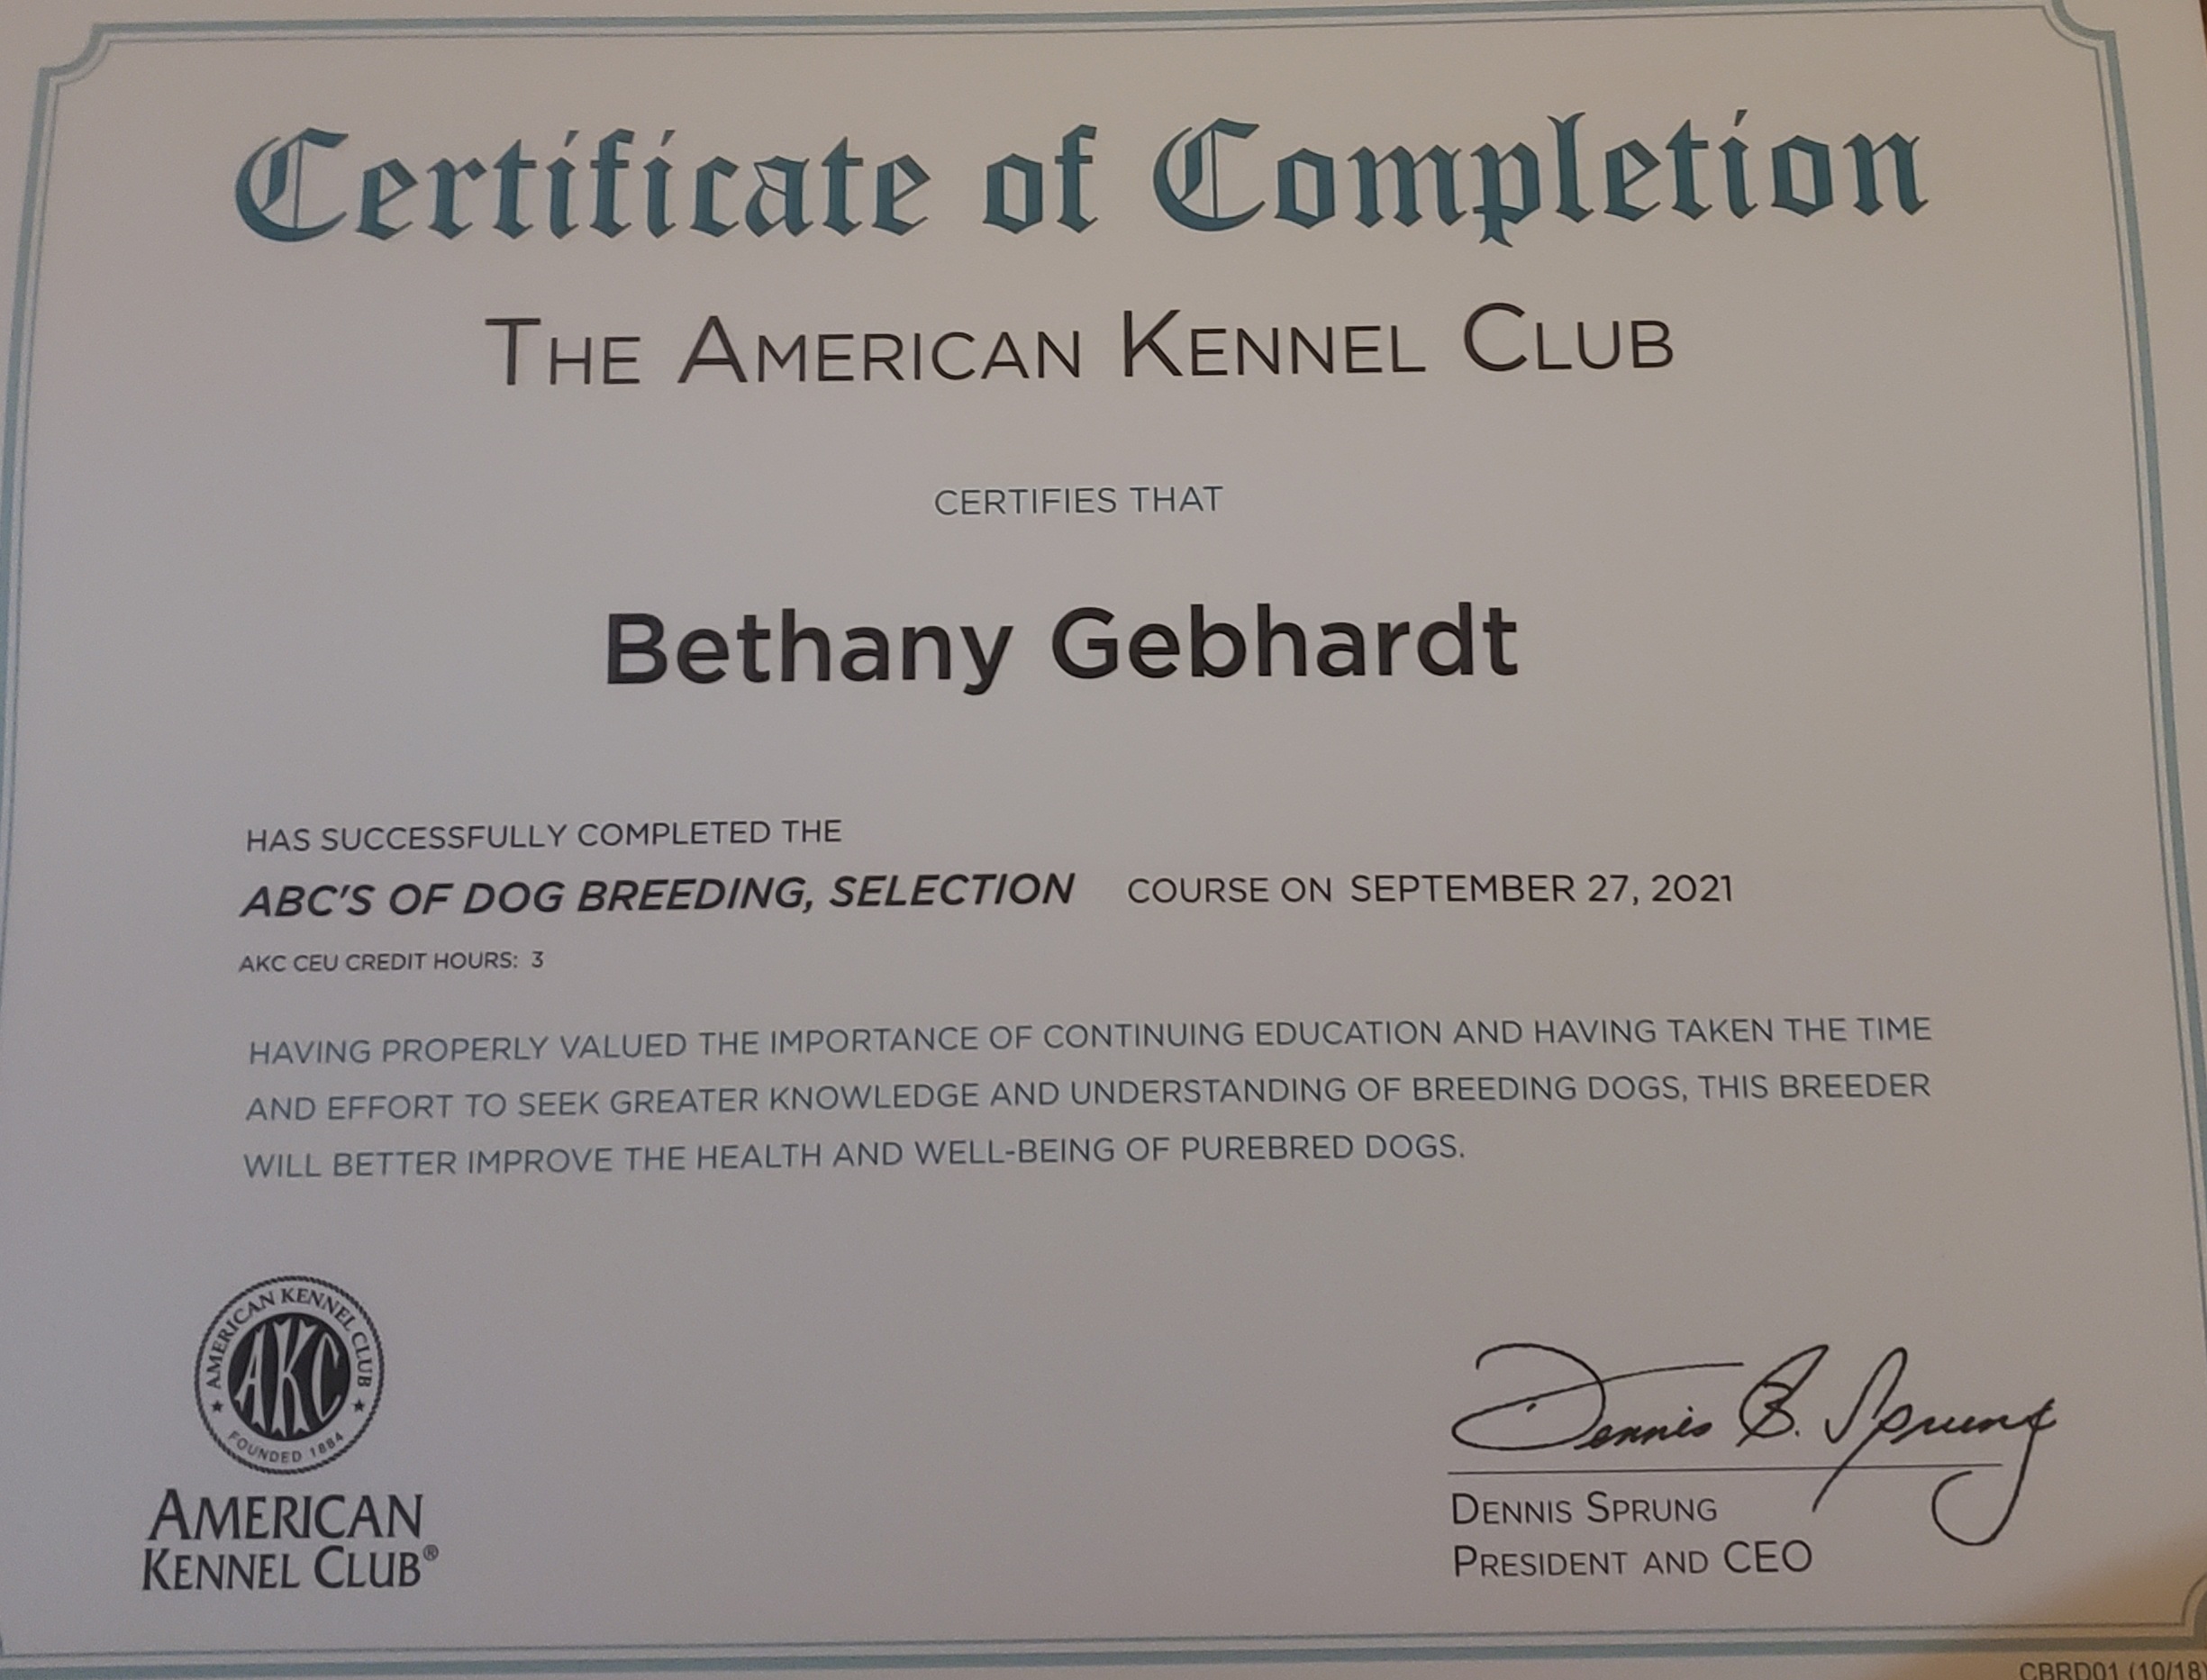 Certificate of Completion
THE AMERICAN KENNEL CLUB
CERTIFIES THAT
Bethany Gebhardt
HAS SUCCESSFULLY COMPLETED THE
ABC'S OF DOG BREEDING, SELECTION COURSE ON SEPTEMBER 27, 2021
AKC CEU CREDIT HOURS: 3
HAVING PROPERLY VALUED THE IMPORTANCE OF CONTINUING EDUCATION AND HAVING TAKEN THE TIME
AND EFFORT TO SEEK GREATER KNOWLEDGE AND UNDERSTANDING OF BREEDING DOGS, THIS BREEDER
WILL BETTER IMPROVE THE HEALTH AND WELL-BEING OF PUREBRED DOGS.
AMERICAN KENNEL CLUB
AKC
FOUNDED 1884
AMERICAN
KENNEL CLUB®
Dennis B. Sprung
DENNIS SPRUNG
PRESIDENT AND CEO
CBRD01 (10/18)